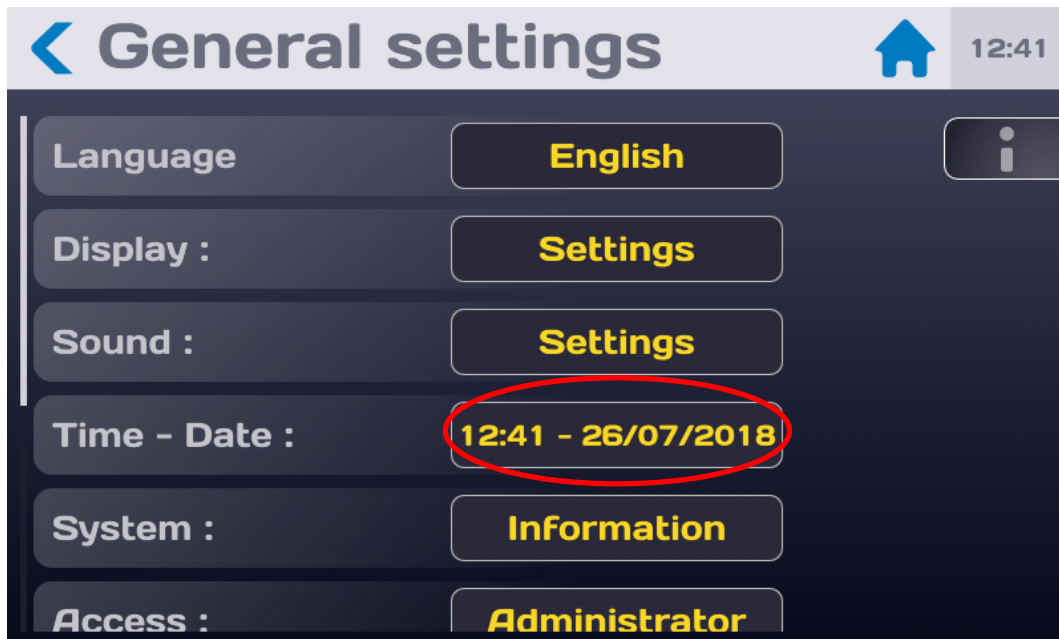 General settings
12:41
Language
English
Display :
Settings
Sound :
Settings
Time - Date :
12:41 - 26/07/2018
System :
Information
Access :
Administrator